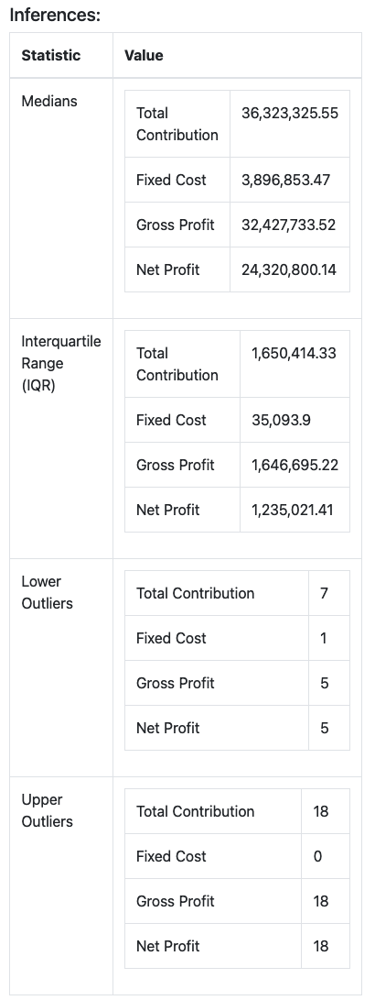 Inferences:
Statistic Value
Medians
Total Contribution 36,323,325.55
Fixed Cost 3,896,853.47
Gross Profit 32,427,733.52
Net Profit 24,320,800.14
Interquartile Range (IQR)
Total Contribution 1,650,414.33
Fixed Cost 35,093.9
Gross Profit 1,646,695.22
Net Profit 1,235,021.41
Lower Outliers
Total Contribution 7
Fixed Cost 1
Gross Profit 5
Net Profit 5
Upper Outliers
Total Contribution 18
Fixed Cost 0
Gross Profit 18
Net Profit 18